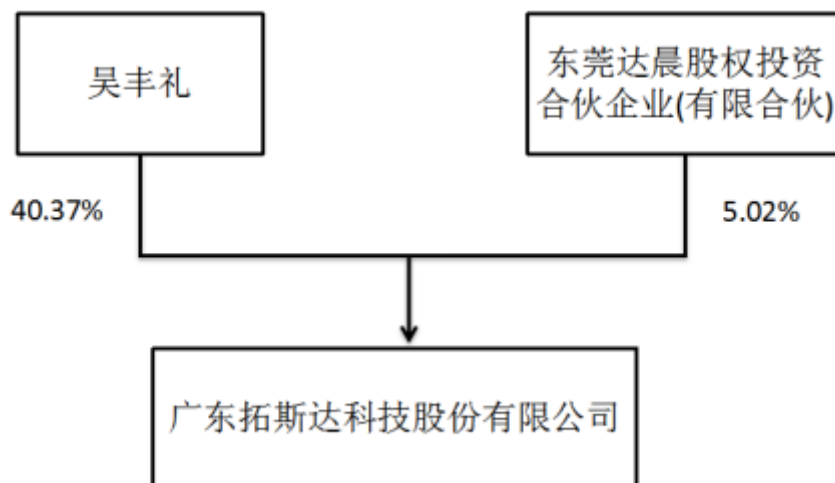 吴丰礼
东莞达晨股权投资
合伙企业(有限合伙)
40.37%
5.02%
广东拓斯达科技股份有限公司